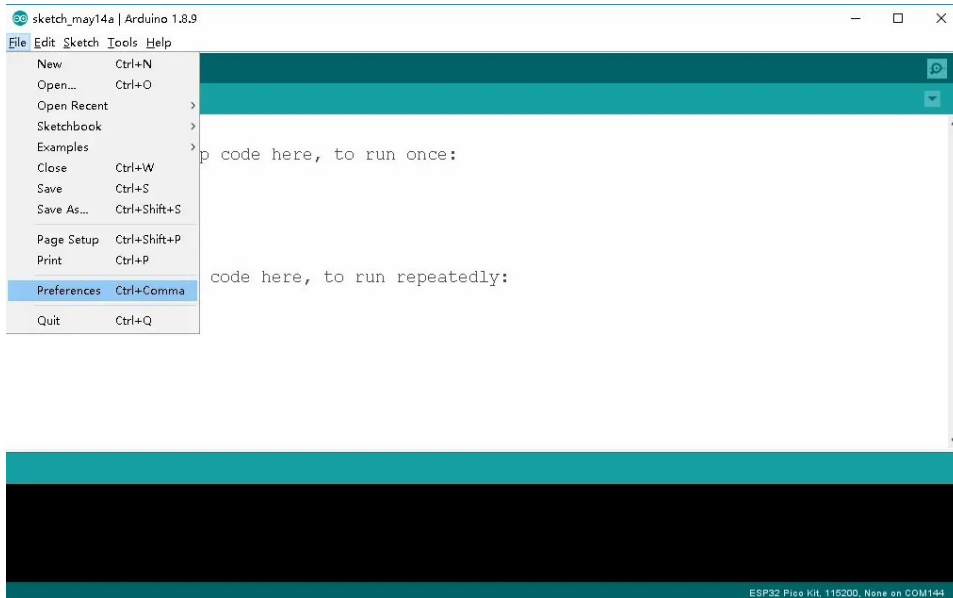 sketch_may14a | Arduino 1.8.9
File Edit Sketch Tools Help
New Ctrl+N
Open... Ctrl+O
Open Recent
Sketchbook
Examples
Close Ctrl+W
Save Ctrl+S
Save As... Ctrl+Shift+S
Page Setup Ctrl+Shift+P
Print Ctrl+P
Preferences Ctrl+Comma
Quit Ctrl+Q
p code here, to run once:
code here, to run repeatedly:
ESP32 Pico Kit, 115200, None on COM144